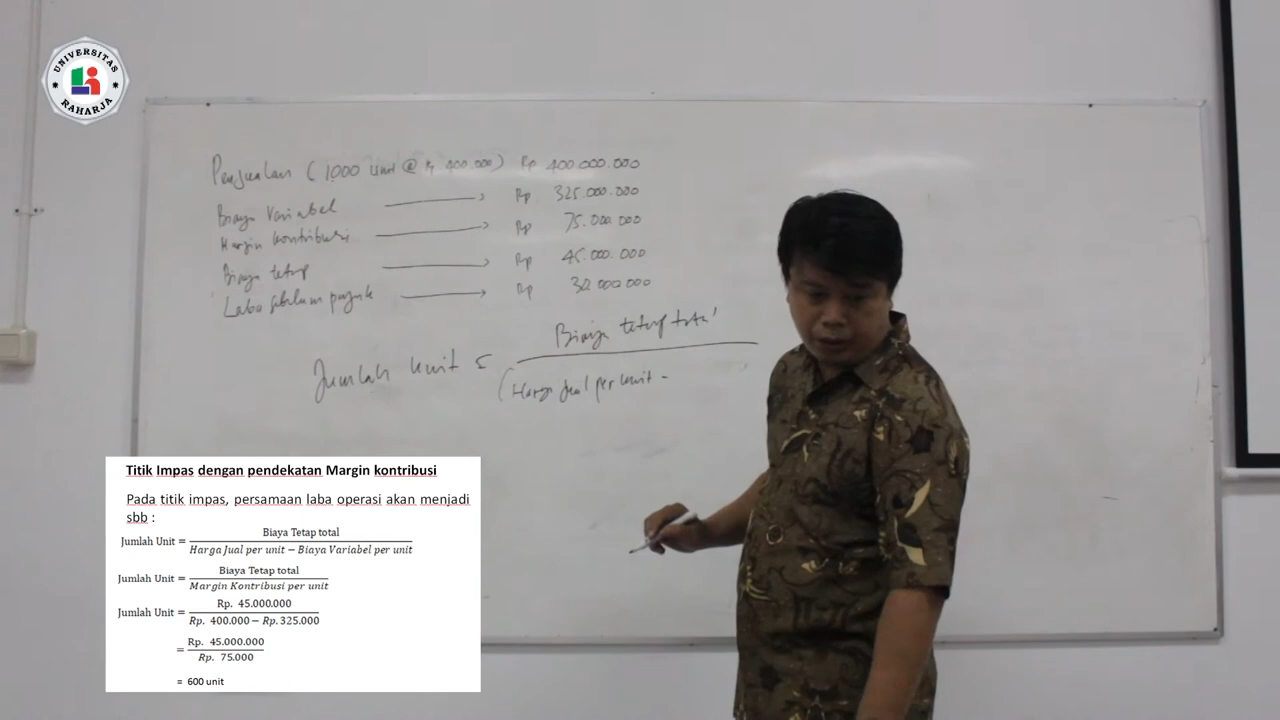 UNIVERSITAS
RAHARJA
Penjualan (1000 Unit @ Rp 400.000) Rp 400.000.000
Biaya Variabel → Rp 325.000.000
Margin kontribusi → Rp 75.000.000
Biaya tetap → Rp 45.000.000
Laba sebelum pajak → Rp 30.000.000
Jumlah Unit = Biaya tetap total
(Harga Jual per Unit -
Titik Impas dengan pendekatan Margin kontribusi
Pada titik impas, persamaan laba operasi akan menjadi
sbb :
Jumlah Unit = Biaya Tetap total
Harga Jual per unit − Biaya Variabel per unit
Jumlah Unit = Biaya Tetap total
Margin Kontribusi per unit
Jumlah Unit = Rp. 45.000.000
Rp. 400.000 − Rp. 325.000
= Rp. 45.000.000
Rp. 75.000
= 600 unit